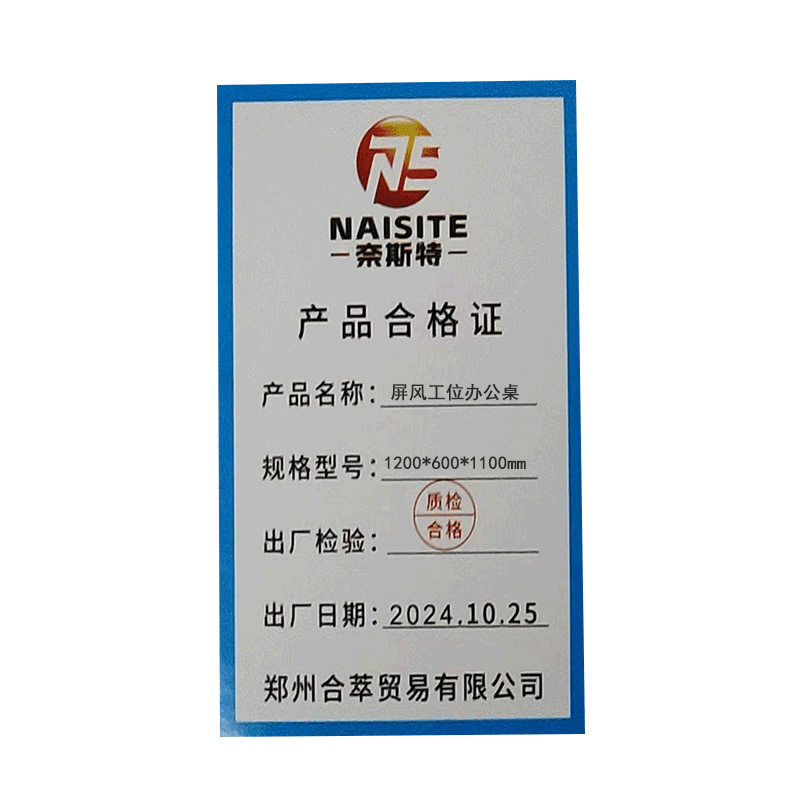 NS
NAISITE
奈斯特
产品合格证
产品名称：屏风工位办公桌
规格型号：1200*600*1100mm
质检
合格
出厂检验：
出厂日期：2024.10.25
郑州合萃贸易有限公司